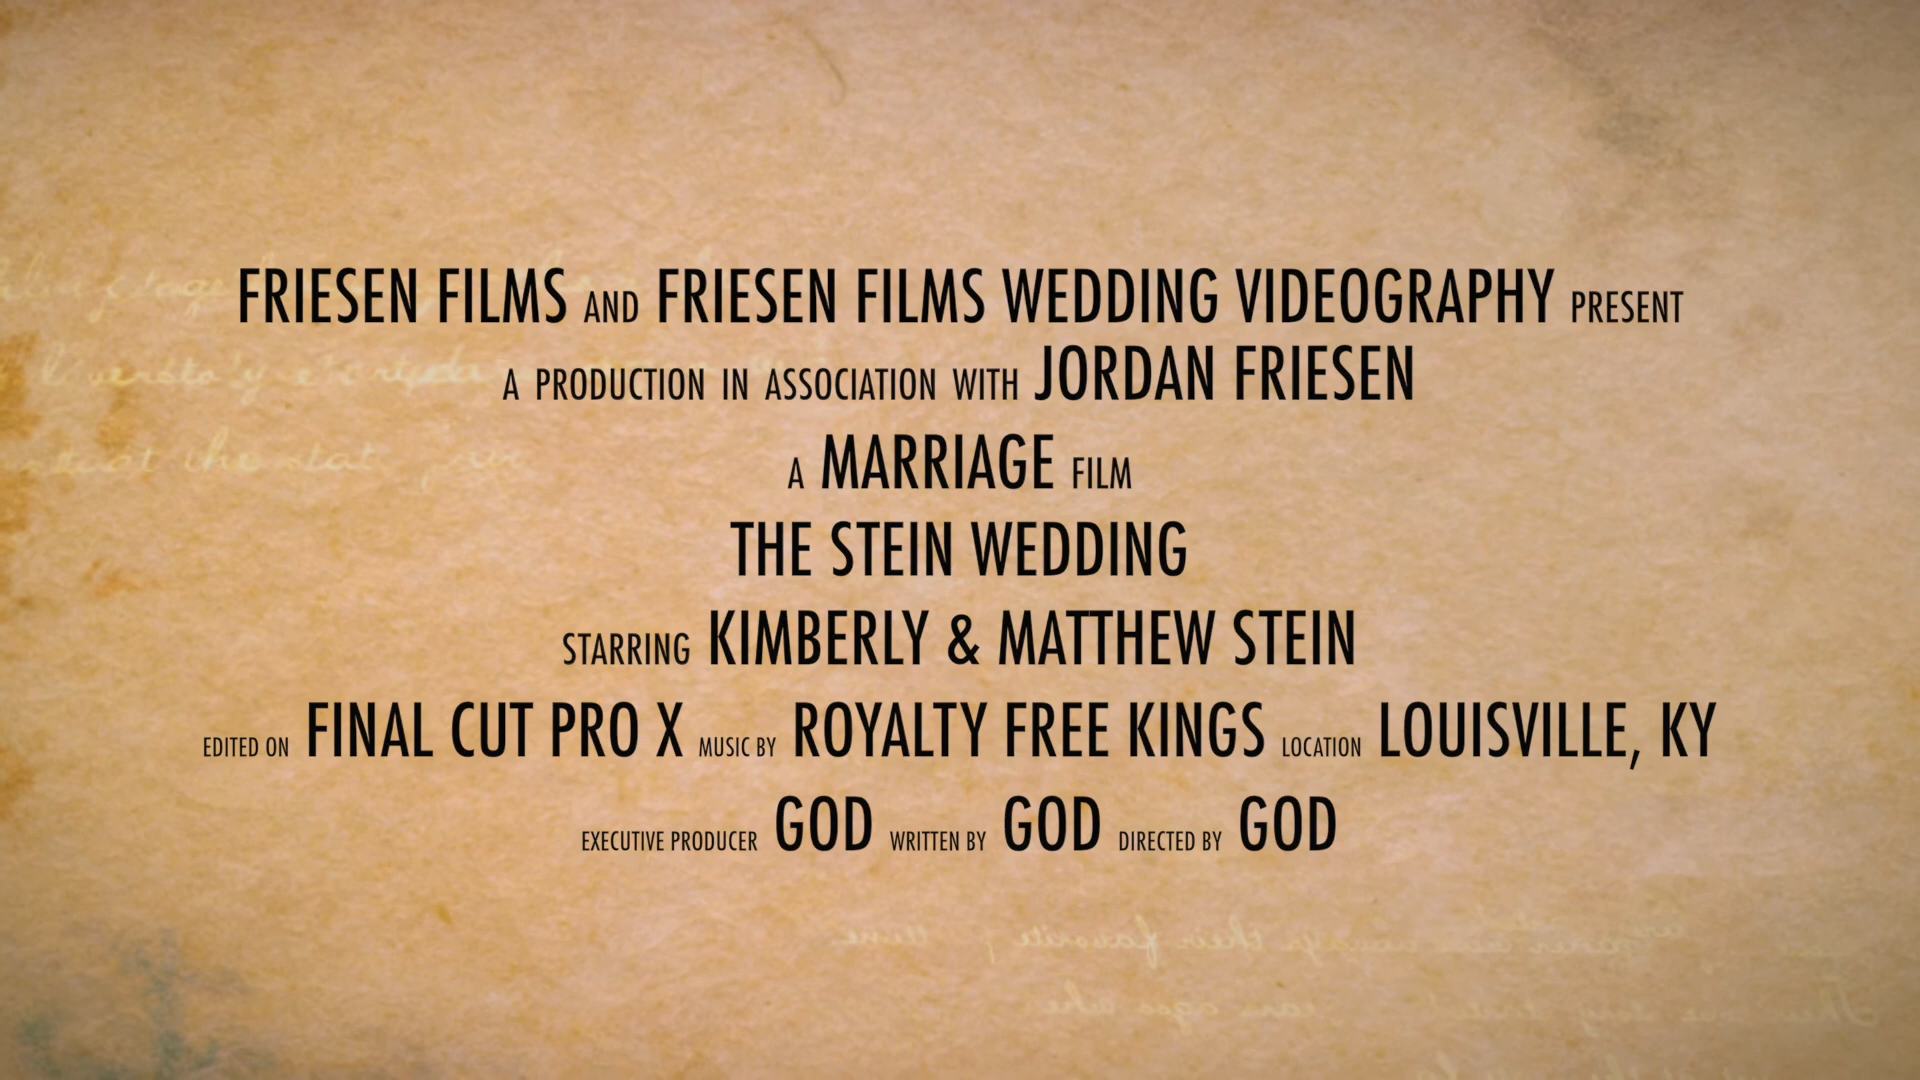 FRIESEN FILMS AND FRIESEN FILMS WEDDING VIDEOGRAPHY PRESENT
A PRODUCTION IN ASSOCIATION WITH JORDAN FRIESEN
A MARRIAGE FILM
THE STEIN WEDDING
STARRING KIMBERLY & MATTHEW STEIN
EDITED ON FINAL CUT PRO X MUSIC BY ROYALTY FREE KINGS LOCATION LOUISVILLE, KY
EXECUTIVE PRODUCER GOD WRITTEN BY GOD DIRECTED BY GOD